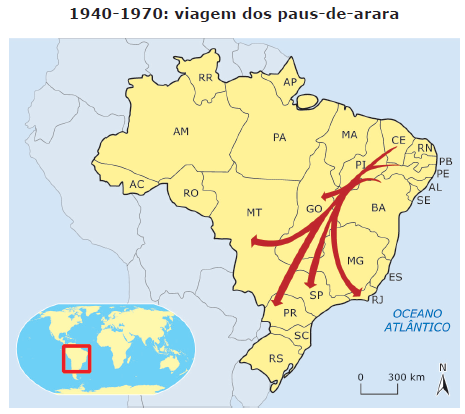 1940-1970: viagem dos paus-de-arara
RR
AP
AM
PA
MA
CE
RN
PB
PI
PE
AL
SE
AC
RO
MT
GO
BA
MG
ES
SP
RJ
PR
SC
RS
OCEANO
ATLÂNTICO
N
0 300 km